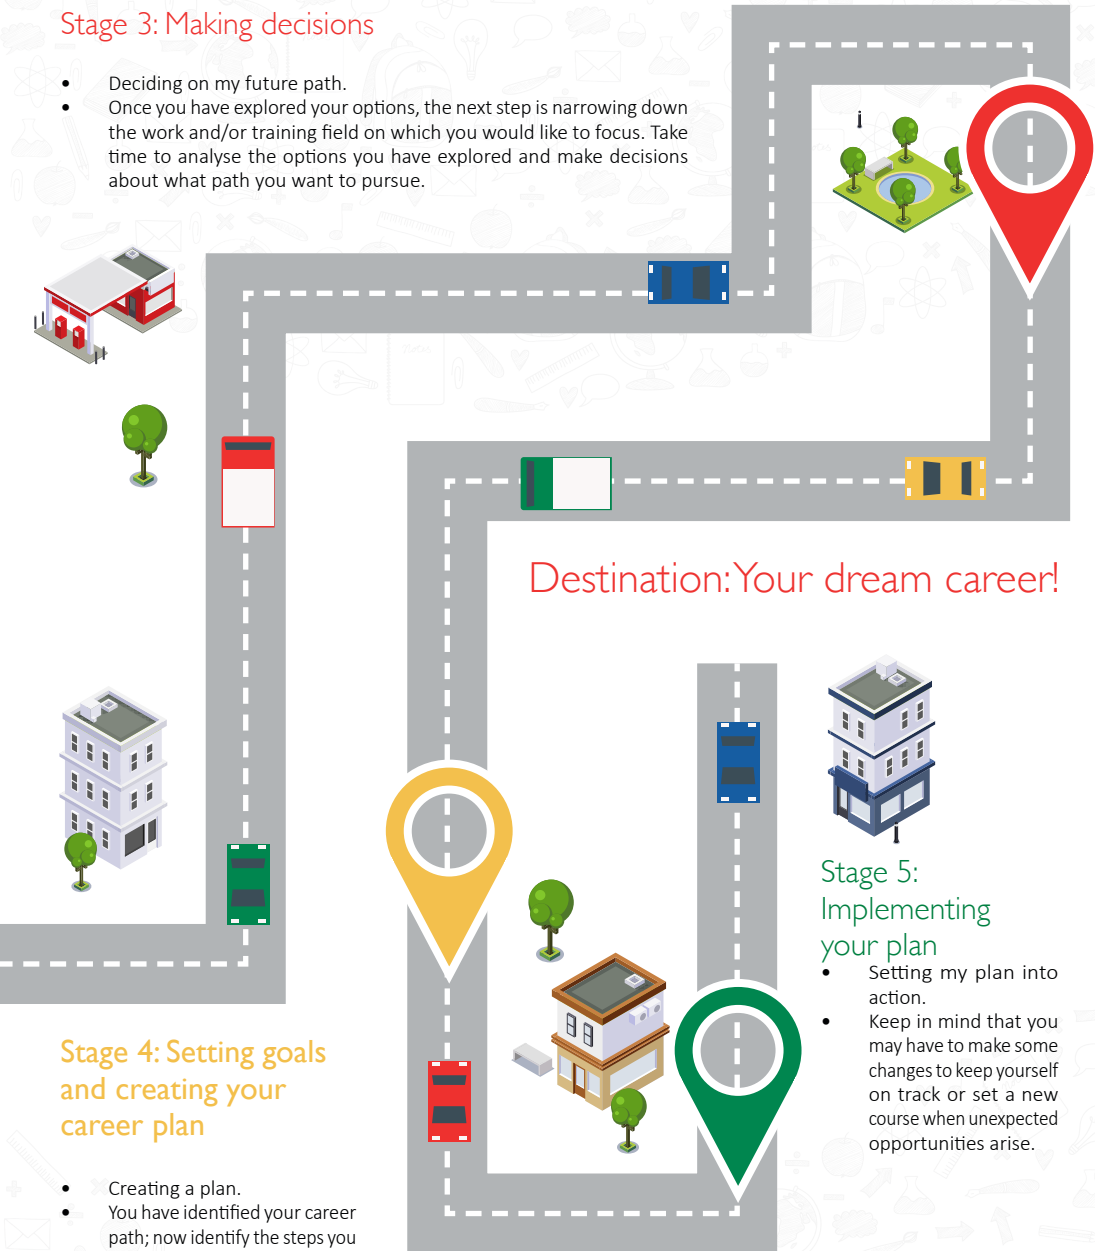 Stage 3: Making decisions
• Deciding on my future path.
• Once you have explored your options, the next step is narrowing down
the work and/or training field on which you would like to focus. Take
time to analyse the options you have explored and make decisions
about what path you want to pursue.
Destination: Your dream career!
Stage 4: Setting goals
and creating your
career plan
• Creating a plan.
• You have identified your career
path; now identify the steps you
Stage 5:
Implementing
your plan
• Setting my plan into
action.
• Keep in mind that you
may have to make some
changes to keep yourself
on track or set a new
course when unexpected
opportunities arise.